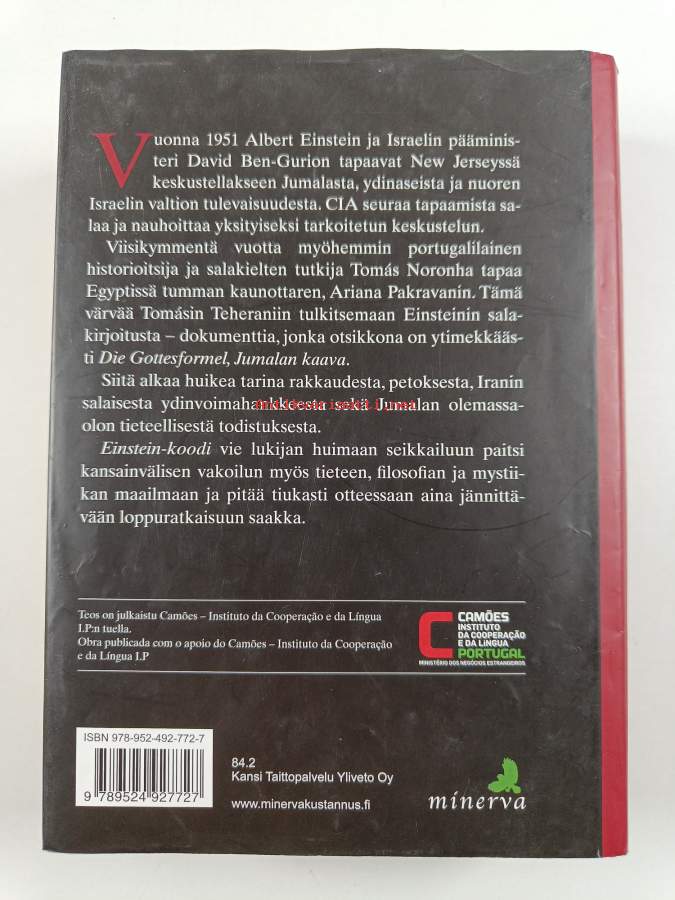 Vuonna 1951 Albert Einstein ja Israelin pääminis-
teri David Ben-Gurion tapaavat New Jerseyssä
keskustellakseen Jumalasta, ydinaseista ja nuoren
Israelin valtion tulevaisuudesta. CIA seuraa tapaamista sa-
laa ja nauhoittaa yksityiseksi tarkoitetun keskustelun.
Viisikymmentä vuotta myöhemmin portugalilainen
historioitsija ja salakielten tutkija Tomás Noronha tapaa
Egyptissä tumman kaunottaren, Ariana Pakravanin. Tämä
värvää Tomásin Teheraniin tulkitsemaan Einsteinin sala-
kirjoitusta – dokumenttia, jonka otsikkona on ytimekkääs-
ti Die Gottesformel, Jumalan kaava.
Siitä alkaa huikea tarina rakkaudesta, petoksesta, Iranin
salaisesta ydinvoimahankkeesta sekä Jumalan olemassa-
olon tieteellisestä todistuksesta.
Einstein-koodi vie lukijan huimaan seikkailuun paitsi
kansainvälisen vakoilun myös tieteen, filosofian ja mystii-
kan maailmaan ja pitää tiukasti otteessaan aina jännittä-
vään loppuratkaisuun saakka.
Teos on julkaistu Camões – Instituto da Cooperação e da Língua
I.P:n tuella.
Obra publicada com o apoio do Camões – Instituto da Cooperação
e da Língua I.P
CAMÕES
INSTITUTO
DA COOPERAÇÃO
E DA LÍNGUA
PORTUGAL
MINISTÉRIO DOS NEGÓCIOS ESTRANGEIROS
ISBN 978-952-492-772-7
9 789524 927727
84.2
Kansi Taittopalvelu Yliveto Oy
www.minervakustannus.fi
minerva